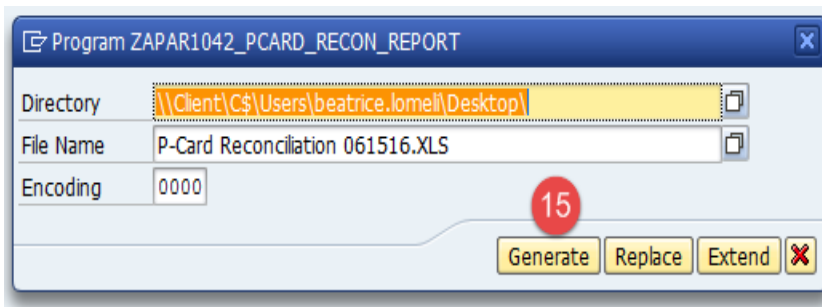 Program ZAPAR1042_PCARD_RECON_REPORT
Directory \\Client\C$\Users\beatrice.lomeli\Desktop\
File Name P-Card Reconciliation 061516.XLS
Encoding 0000
15
Generate Replace Extend